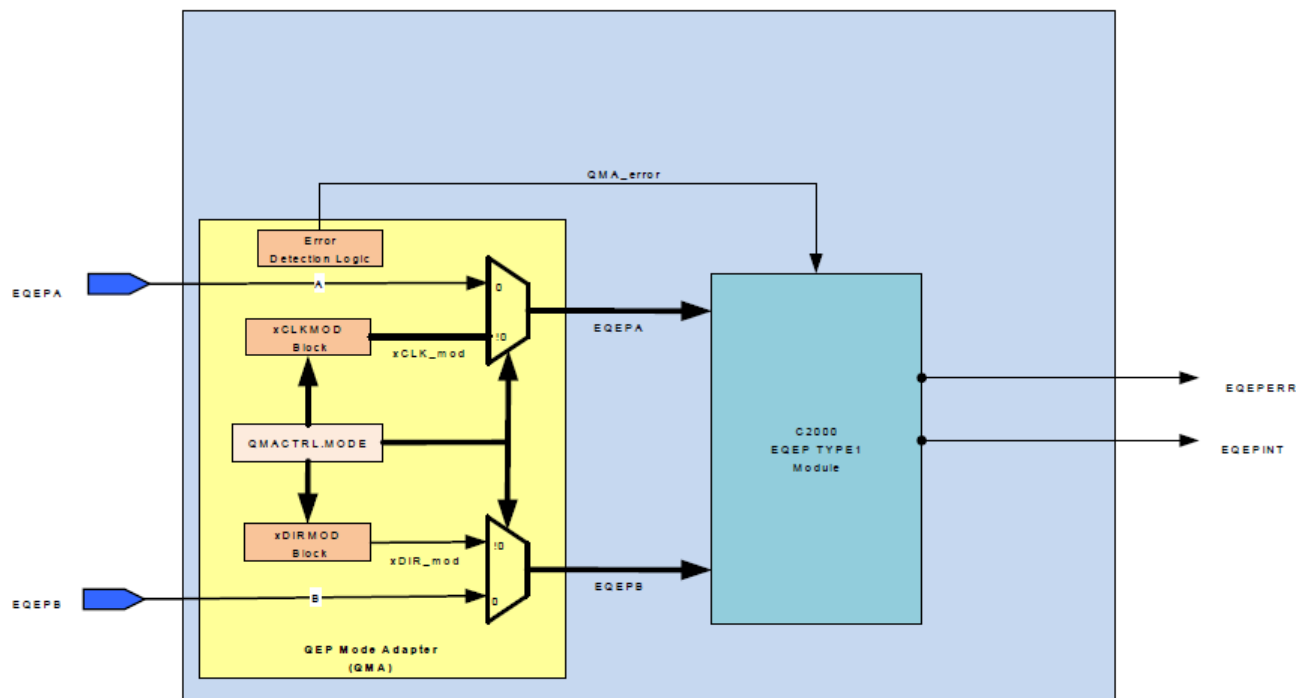 QMA_error
Error
Detection Logic
EQEPA
A
0
xCLKMOD
Block
xCLK_mod
!0
EQEPA
QMACTRL.MODE
C2000
EQEP TYPE1
Module
EQEPERR
EQEPINT
xDIRMOD
Block
xDIR_mod
!0
EQEPB
EQEPB
B
0
QEP Mode Adapter
(QMA)